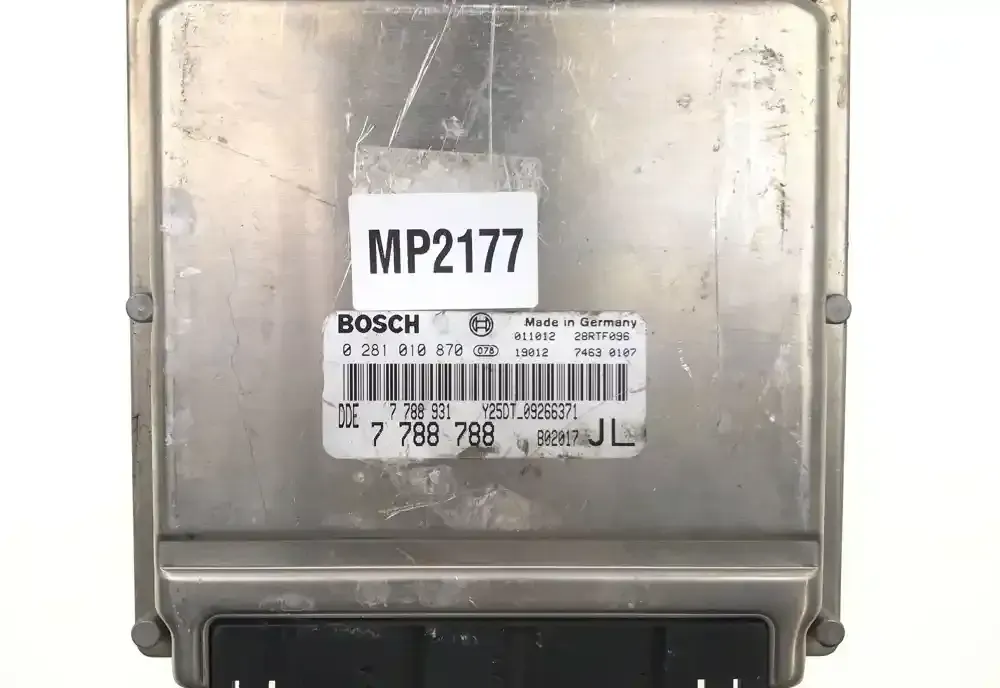 MP2177
BOSCH Made in Germany
011012 28RTF096
0 281 010 870 078 19012 7463 0107
7 788 931 Y25DT_09266371
DDE 7 788 788 B02017 JL